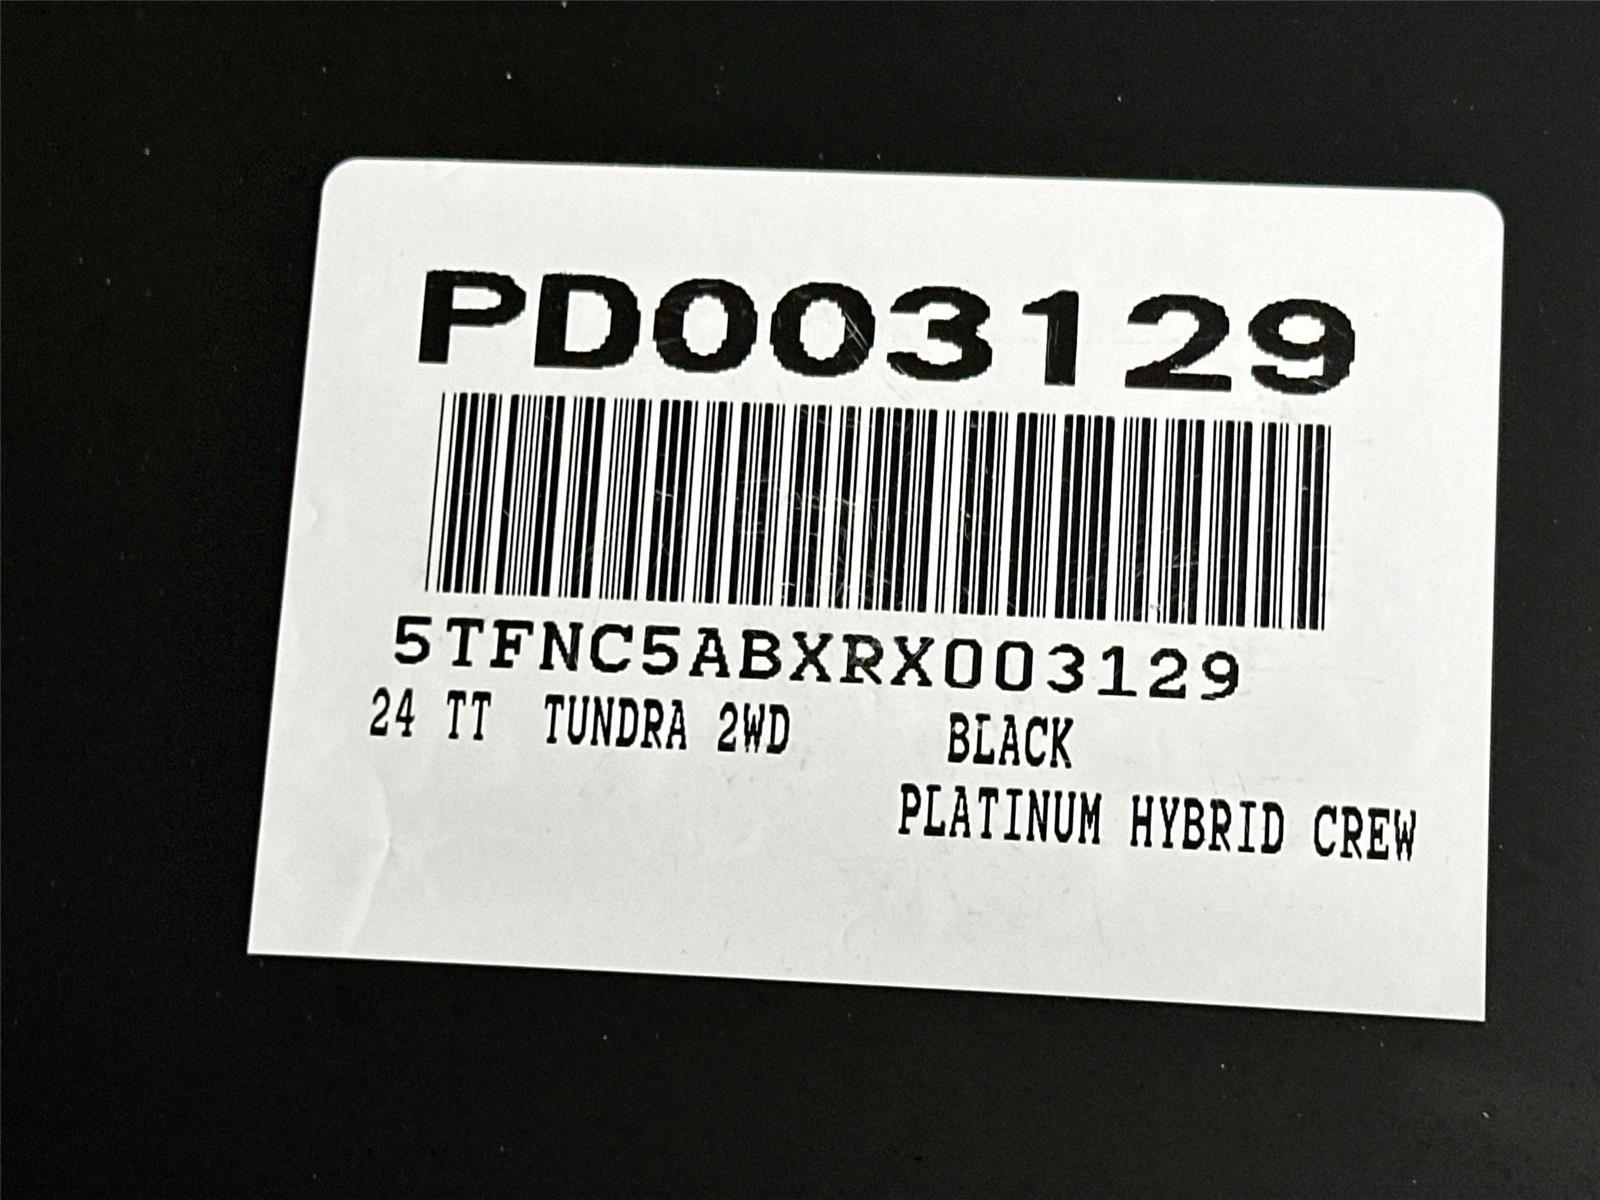 PD003129
5TFNC5ABXRX003129
24 TT TUNDRA 2WD BLACK
PLATINUM HYBRID CREW